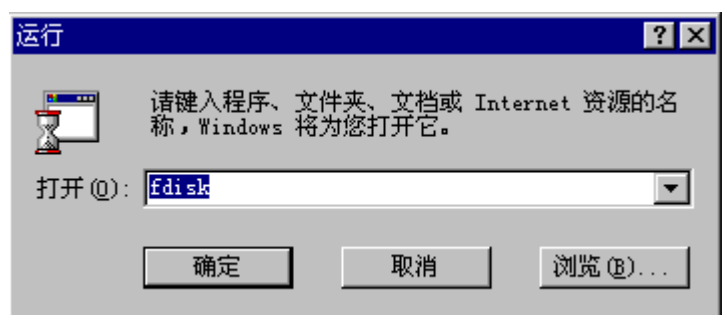 运行
请键入程序、文件夹、文档或 Internet 资源的名
称，Windows 将为您打开它。
打开(O): fdisk
确定 取消 浏览(B)...